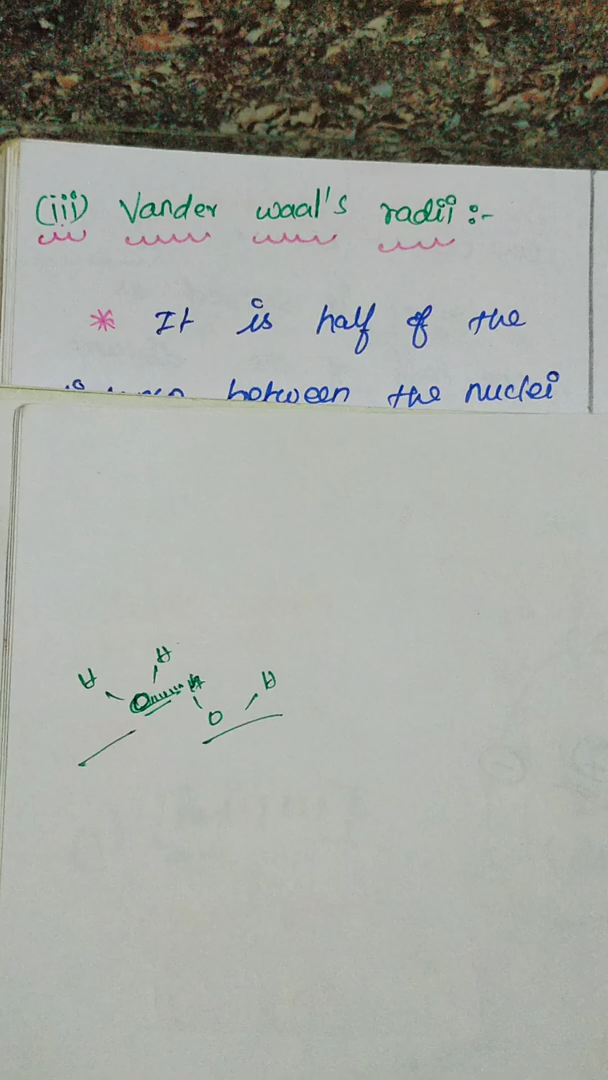 (iii) Vander waal's radii :-
* It is half of the
between the nuclei
H H H
O O H